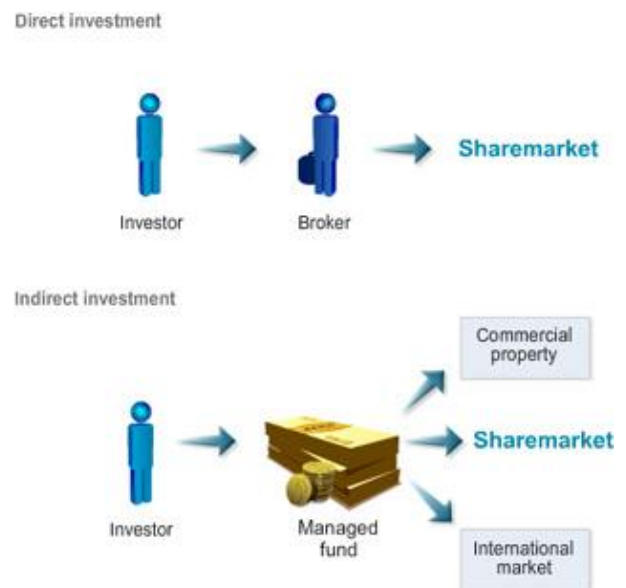 Direct investment
Sharemarket
Investor
Broker
Indirect investment
Commercial
property
Sharemarket
Investor
Managed
fund
International
market